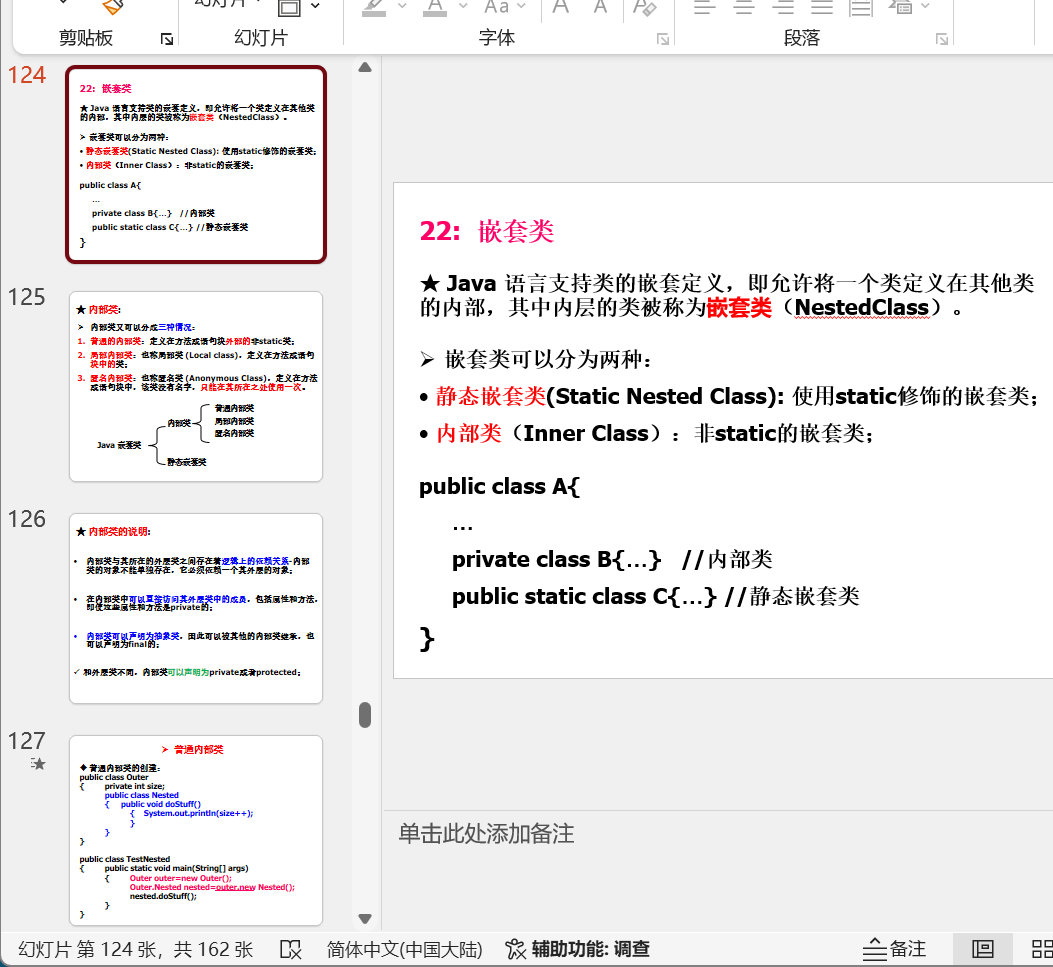 剪贴板
幻灯片
字体
段落
124
22: 嵌套类
★ Java 语言支持类的嵌套定义，即允许将一个类定义在其他类
的内部，其中内层的类被称为嵌套类（NestedClass）。
➢ 嵌套类可以分为两种：
• 静态嵌套类(Static Nested Class): 使用static修饰的嵌套类；
• 内部类（Inner Class）：非static的嵌套类；
public class A{
...
private class B{...} //内部类
public static class C{...} //静态嵌套类
}
125
★ 内部类:
➢ 内部类又可以分成三种情况:
1. 普通的内部类：定义在方法或语句块外部的非static类；
2. 局部内部类：也称局部类 (Local class)，定义在方法或语句
块中的类；
3. 匿名内部类：也称匿名类 (Anonymous Class)，定义在方法
或语句块中，该类没有名字，只能在其所在之处使用一次。
Java 嵌套类
内部类
普通内部类
局部内部类
匿名内部类
静态嵌套类
126
★ 内部类的说明:
• 内部类与其所在的外层类之间存在着逻辑上的依赖关系-内部
类的对象不能单独存在，它必须依赖一个其外层的对象；
• 在内部类中可以直接访问其外层类中的成员，包括属性和方法，
即使这些属性和方法是private的；
• 内部类可以声明为抽象类，因此可以被其他的内部类继承，也
可以声明为final的；
✓ 和外层类不同，内部类可以声明为private或者protected；
127
➢ 普通内部类
◆ 普通内部类的创建:
public class Outer
{ private int size;
public class Nested
{ public void doStuff()
{ System.out.println(size++);
}
}
}
public class TestNested
{ public static void main(String[] args)
{ Outer outer=new Outer();
Outer.Nested nested=outer.new Nested();
nested.doStuff();
}
}
22: 嵌套类
★ Java 语言支持类的嵌套定义，即允许将一个类定义在其他类
的内部，其中内层的类被称为嵌套类（NestedClass）。
➢ 嵌套类可以分为两种：
• 静态嵌套类(Static Nested Class): 使用static修饰的嵌套类；
• 内部类（Inner Class）：非static的嵌套类；
public class A{
...
private class B{...} //内部类
public static class C{...} //静态嵌套类
}
单击此处添加备注
幻灯片 第 124 张，共 162 张
简体中文(中国大陆)
辅助功能: 调查
备注